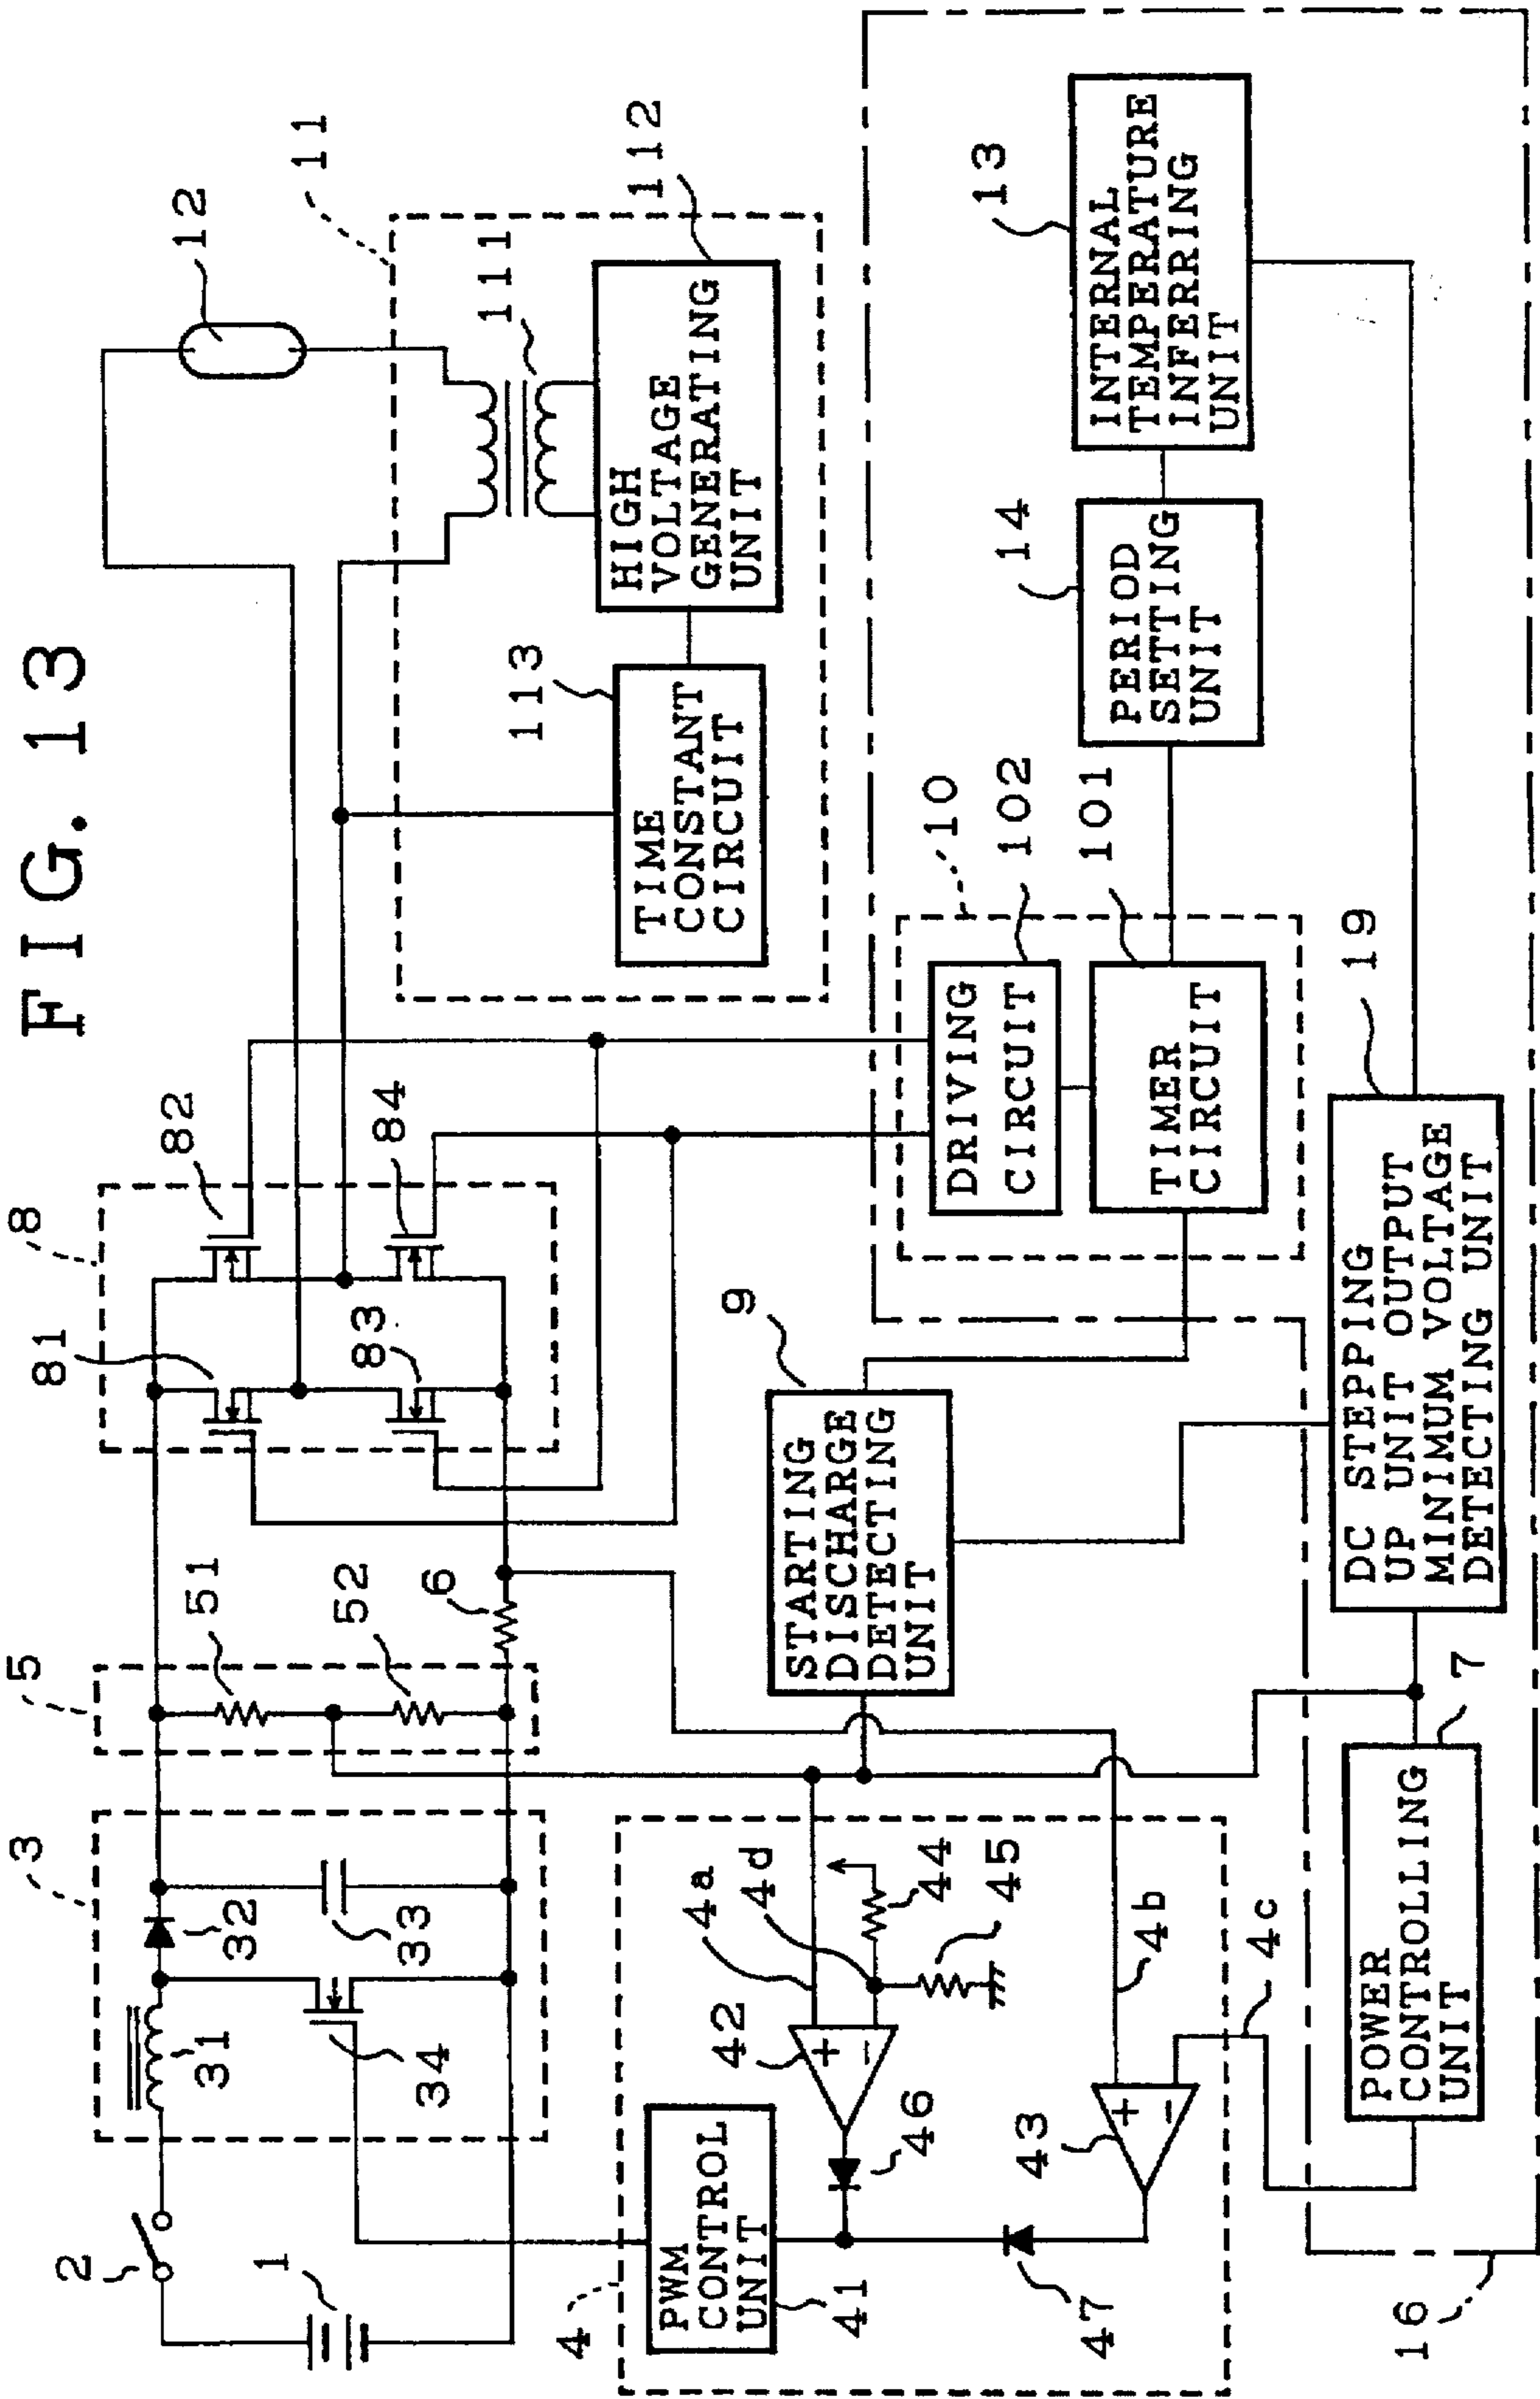 FIG. 13
8
82
81
84
83
5
51
52
6
3
32
33
31
34
2
1
12
11
111
112
HIGH
VOLTAGE
GENERATING
UNIT
113
TIME
CONSTANT
CIRCUIT
4
PWM
CONTROL
UNIT
41
42
4a
4d
44
45
46
43
47
4b
4c
9
STARTING
DISCHARGE
DETECTING
UNIT
10
102
101
DRIVING
CIRCUIT
TIMER
CIRCUIT
14
PERIOD
SETTING
UNIT
13
INTERNAL
TEMPERATURE
INFERRING
UNIT
19
DC STEPPING
UP UNIT OUTPUT
MINIMUM VOLTAGE
DETECTING UNIT
7
POWER
CONTROLLING
UNIT
16
+
−
+
−